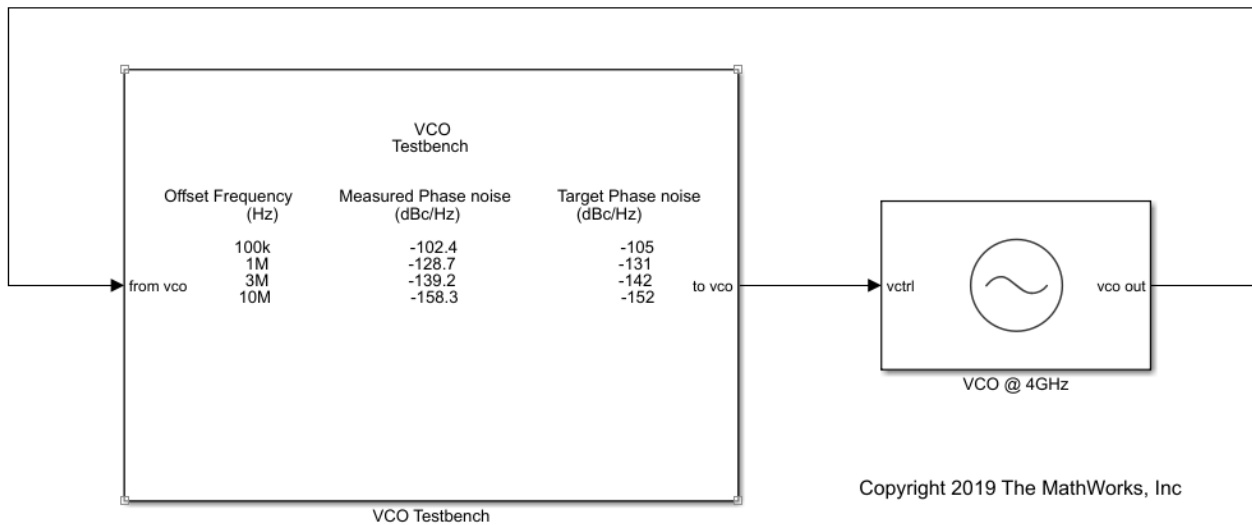 VCO
Testbench
Offset Frequency Measured Phase noise Target Phase noise
(Hz) (dBc/Hz) (dBc/Hz)
100k -102.4 -105
1M -128.7 -131
3M -139.2 -142
10M -158.3 -152
from vco to vco vctrl vco out
VCO @ 4GHz
Copyright 2019 The MathWorks, Inc
VCO Testbench